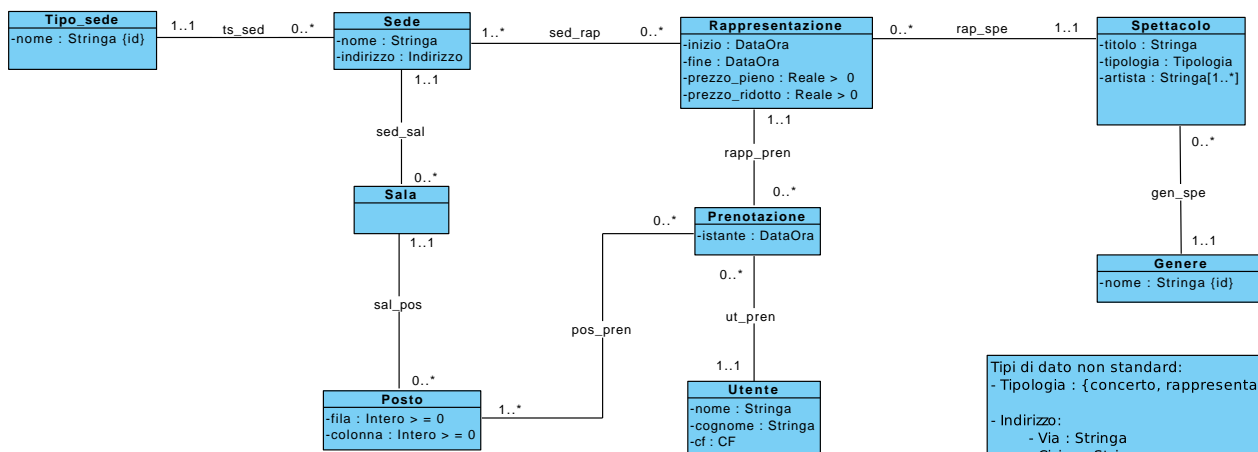 Tipo_sede
-nome : Stringa {id}
1..1
ts_sed
0..*
Sede
-nome : Stringa
-indirizzo : Indirizzo
1..*
sed_rap
0..*
Rappresentazione
-inizio : DataOra
-fine : DataOra
-prezzo_pieno : Reale > 0
-prezzo_ridotto : Reale > 0
0..*
rap_spe
1..1
Spettacolo
-titolo : Stringa
-tipologia : Tipologia
-artista : Stringa[1..*]
1..1
sed_sal
0..*
Sala
1..1
rapp_pren
0..*
0..*
Prenotazione
-istante : DataOra
0..*
gen_spe
1..1
Genere
-nome : Stringa {id}
1..1
sal_pos
0..*
Posto
-fila : Intero > = 0
-colonna : Intero > = 0
1..*
pos_pren
0..*
ut_pren
1..1
Utente
-nome : Stringa
-cognome : Stringa
-cf : CF
Tipi di dato non standard:
- Tipologia : {concerto, rappresenta
- Indirizzo:
- Via : Stringa